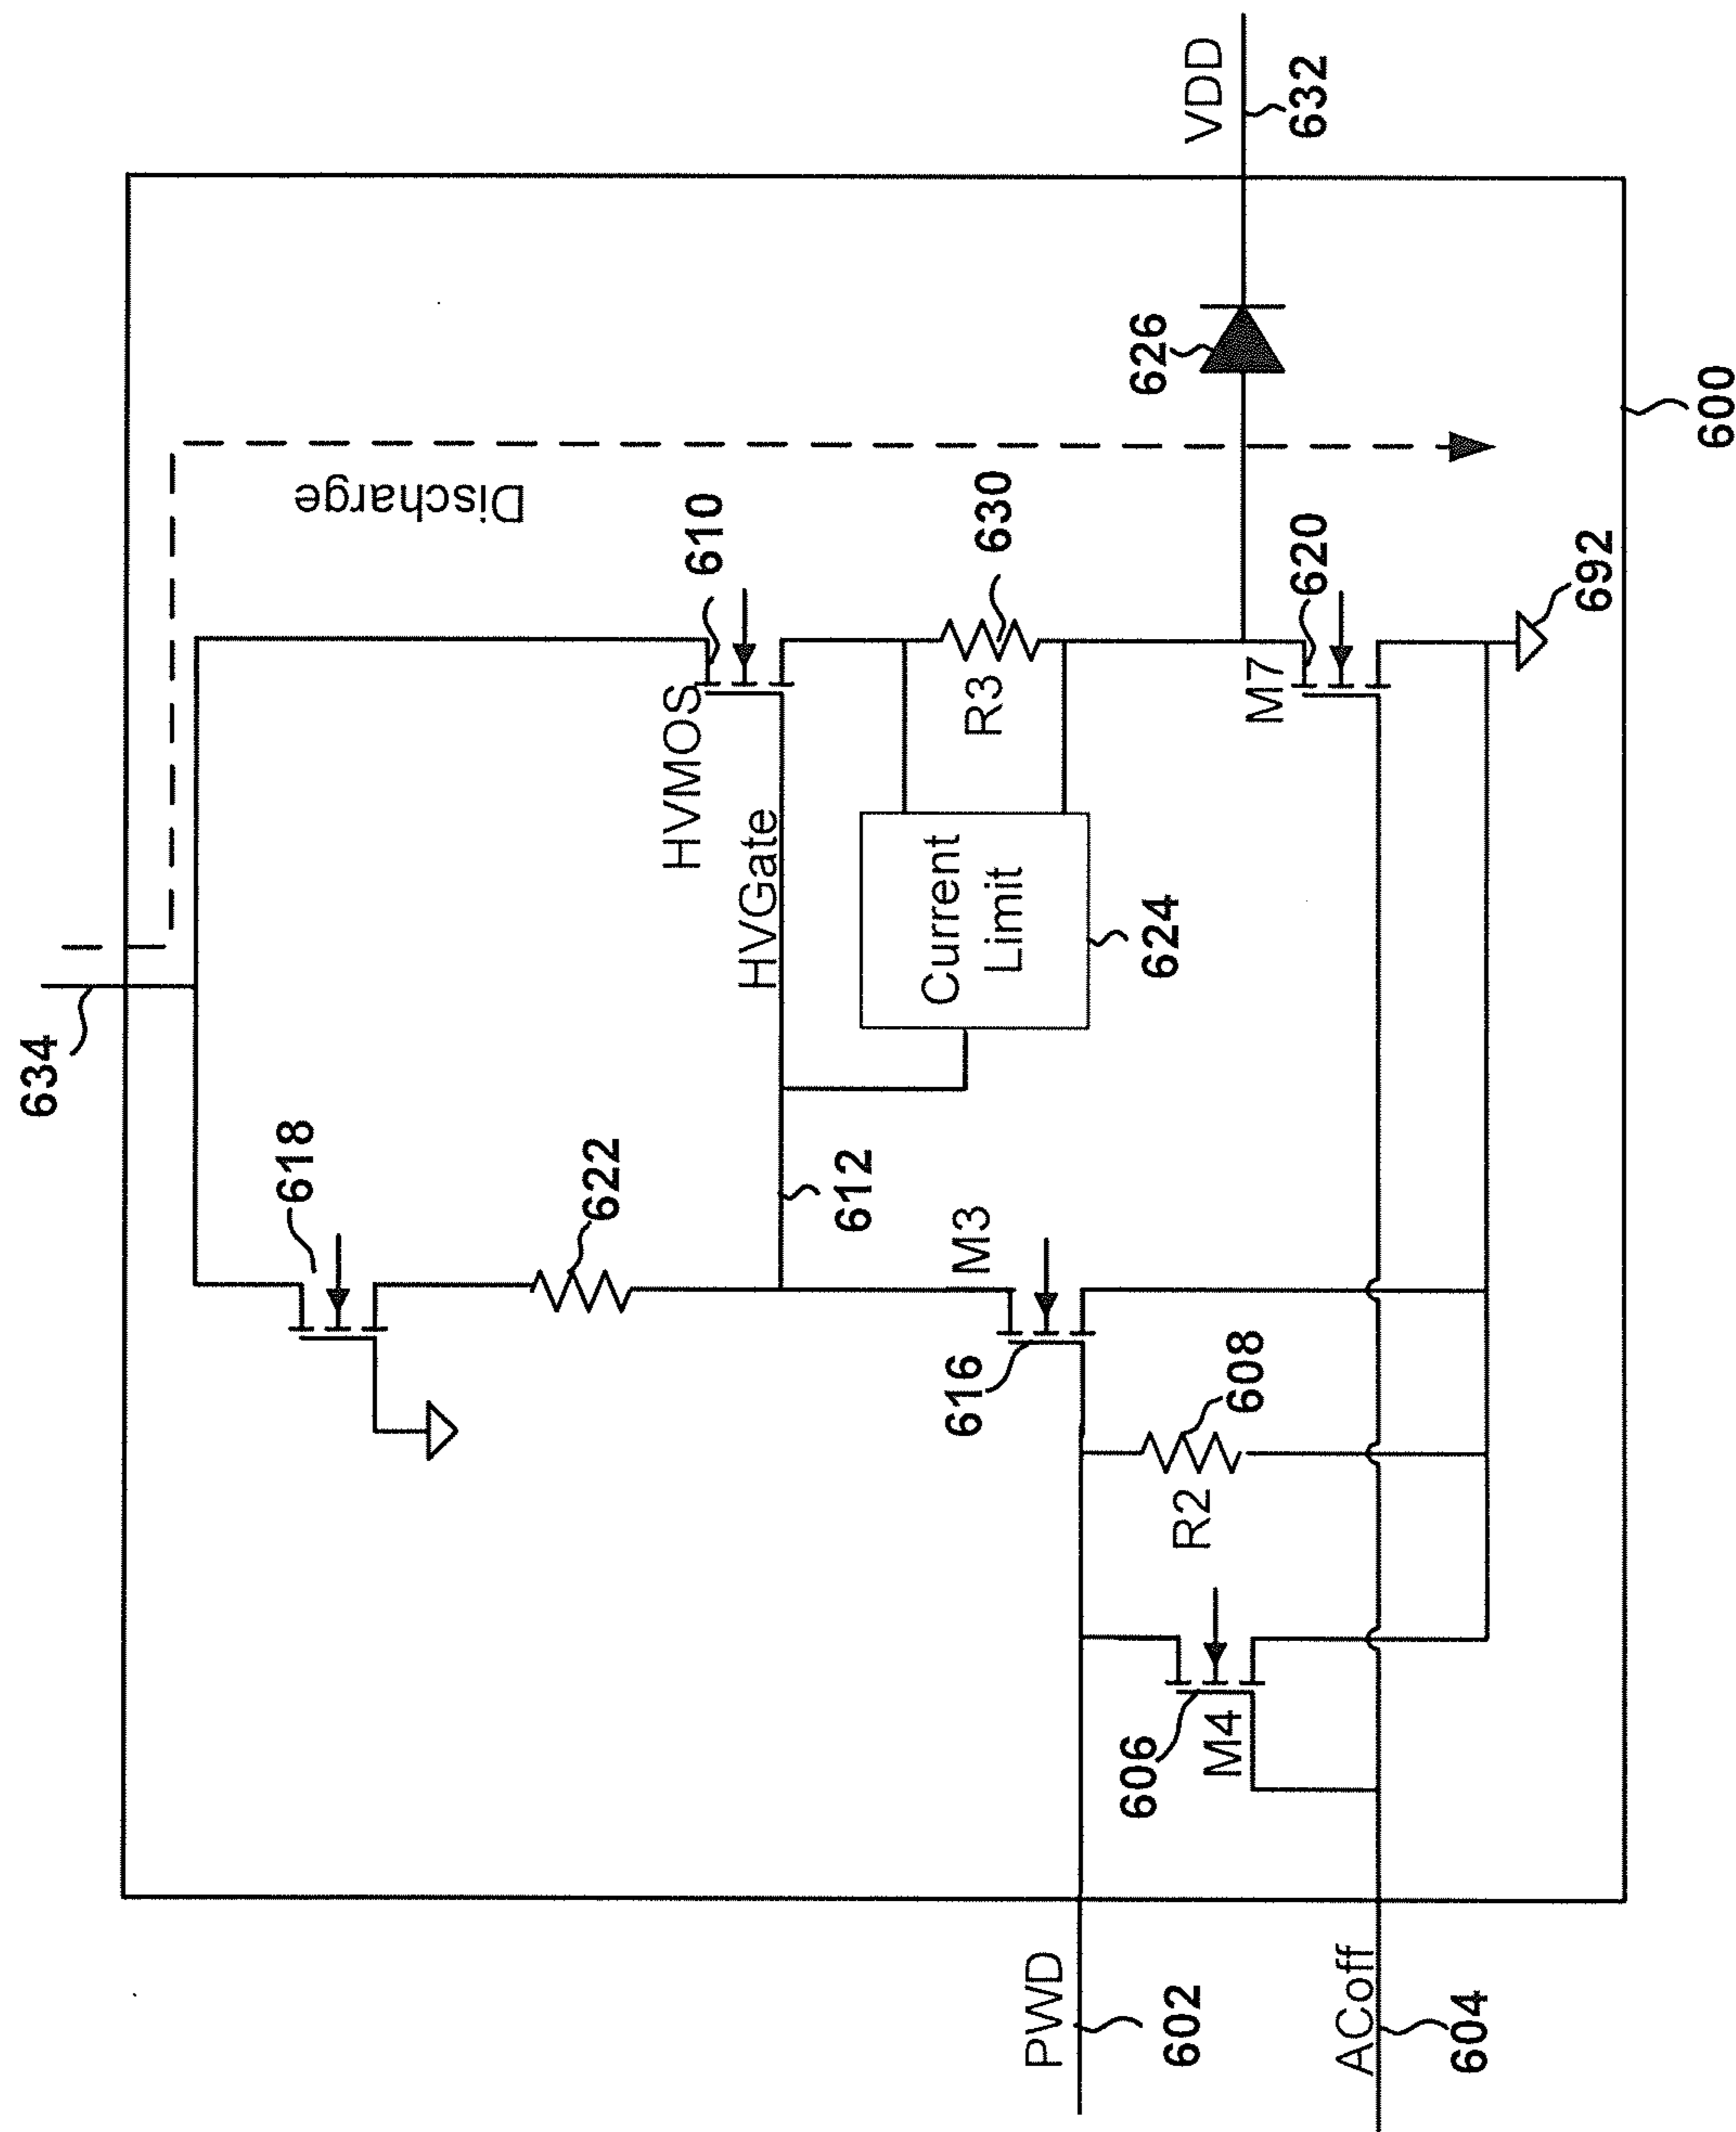 634
Discharge
618
622
HVMOS
610
HVGate
612
Current
Limit
624
R3
630
626
VDD
632
M3
616
R2
608
M4
606
M7
620
692
PWD
602
ACoff
604
600